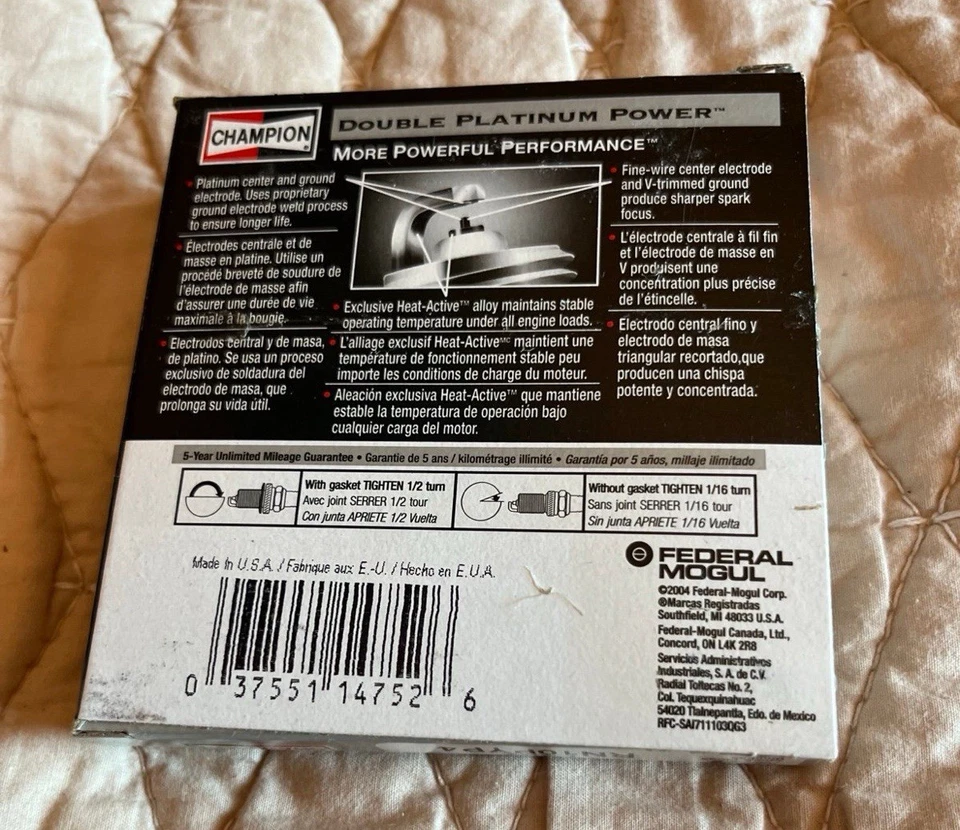 CHAMPION
DOUBLE PLATINUM POWER™
MORE POWERFUL PERFORMANCE™
• Platinum center and ground
electrode. Uses proprietary
ground electrode weld process
to ensure longer life.
• Électrodes centrale et de
masse en platine. Utilise un
procédé breveté de soudure de
l'électrode de masse afin
d'assurer une durée de vie
maximale à la bougie.
• Electrodos central y de masa,
de platino. Se usa un proceso
exclusivo de soldadura del
electrodo de masa, que
prolonga su vida útil.
• Exclusive Heat-Active™ alloy maintains stable
operating temperature under all engine loads.
• L'alliage exclusif Heat-Active MC maintient une
température de fonctionnement stable peu
importe les conditions de charge du moteur.
• Aleación exclusiva Heat-Active™ que mantiene
estable la temperatura de operación bajo
cualquier carga del motor.
• Fine-wire center electrode
and V-trimmed ground
produce sharper spark
focus.
• L'électrode centrale à fil fin
et l'électrode de masse en
V produisent une
concentration plus précise
de l'étincelle.
• Electrodo central fino y
electrodo de masa
triangular recortado,que
producen una chispa
potente y concentrada.
5-Year Unlimited Mileage Guarantee • Garantie de 5 ans / kilométrage illimité • Garantía por 5 años, millaje ilimitado
With gasket TIGHTEN 1/2 turn
Avec joint SERRER 1/2 tour
Con junta APRIETE 1/2 Vuelta
Without gasket TIGHTEN 1/16 turn
Sans joint SERRER 1/16 tour
Sin junta APRIETE 1/16 Vuelta
Made in U.S.A. / Fabrique aux E.-U. / Hecho en E.U.A.
0 37551 14752 6
FEDERAL
MOGUL
©2004 Federal-Mogul Corp.
®Marcas Registradas
Southfield, MI 48033 U.S.A.
Federal-Mogul Canada, Ltd.,
Concord, ON L4K 2R8
Servicios Administrativos
Industriales, S. A. de C.V.
Radial Toltecas No. 2,
Col. Tequexquinahuac
54020 Tlalnepantla, Edo. de Mexico
RFC-SAI7111030G3